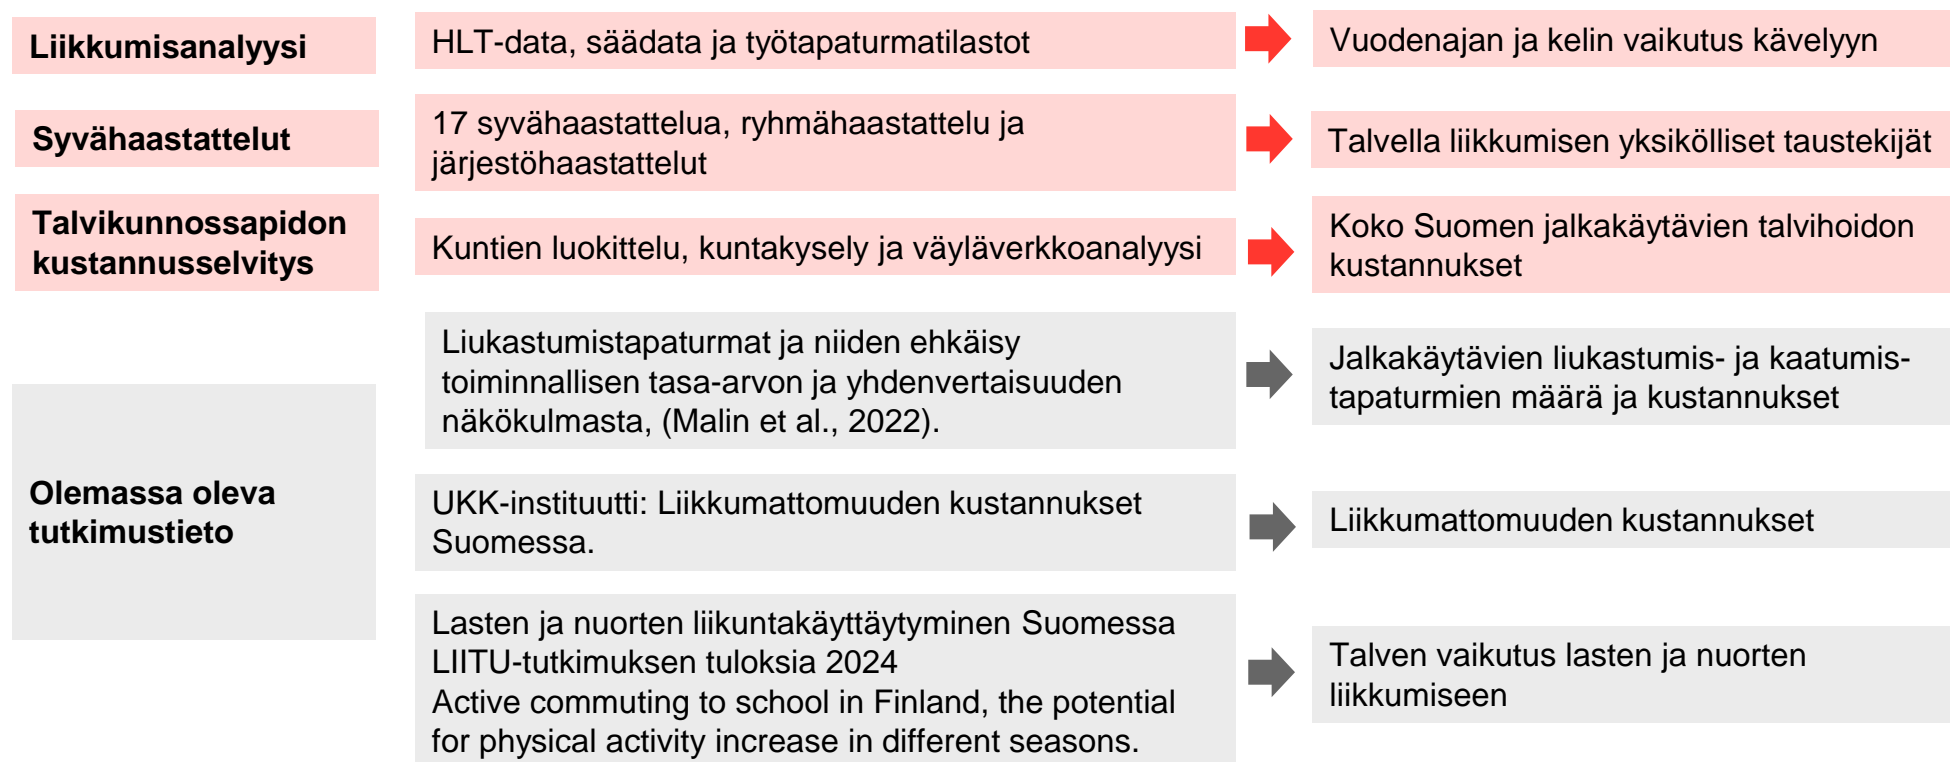 Liikkumisanalyysi
HLT-data, säädata ja työtapaturmatilastot
Vuodenajan ja kelin vaikutus kävelyyn
Syvähaastattelut
17 syvähaastattelua, ryhmähaastattelu ja
järjestöhaastattelut
Talvella liikkumisen yksikölliset taustekijät
Talvikunnossapidon
kustannusselvitys
Kuntien luokittelu, kuntakysely ja väyläverkkoanalyysi
Koko Suomen jalkakäytävien talvihoidon
kustannukset
Olemassa oleva
tutkimustieto
Liukastumistapaturmat ja niiden ehkäisy
toiminnallisen tasa-arvon ja yhdenvertaisuuden
näkökulmasta, (Malin et al., 2022).
Jalkakäytävien liukastumis- ja kaatumis-
tapaturmien määrä ja kustannukset
UKK-instituutti: Liikkumattomuuden kustannukset
Suomessa.
Liikkumattomuuden kustannukset
Lasten ja nuorten liikuntakäyttäytyminen Suomessa
LIITU-tutkimuksen tuloksia 2024
Active commuting to school in Finland, the potential
for physical activity increase in different seasons.
Talven vaikutus lasten ja nuorten
liikkumiseen